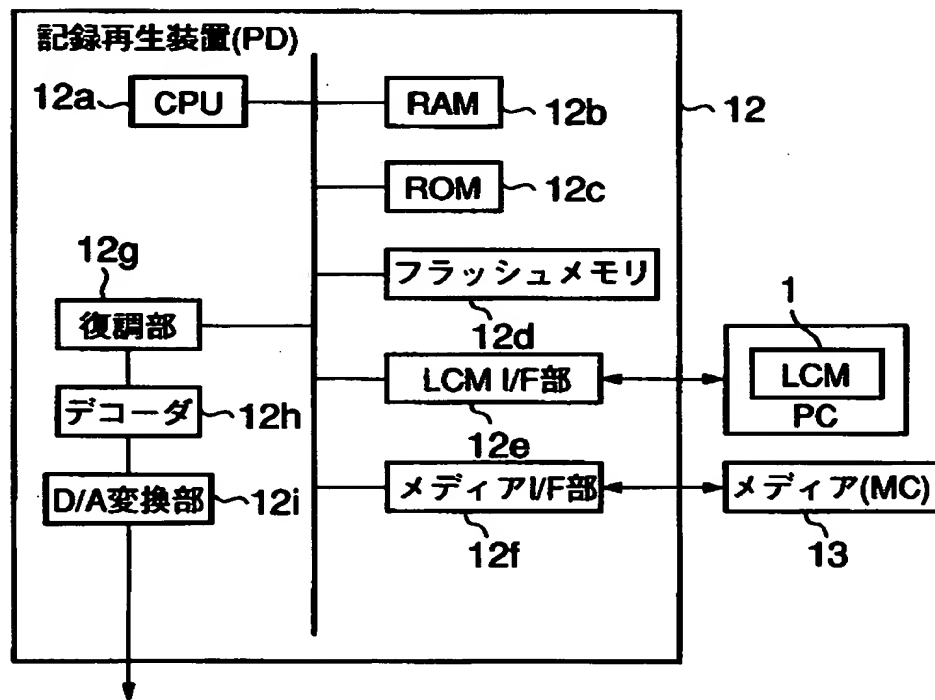 記録再生装置(PD)
12a
CPU
RAM
12b
12
ROM
12c
12g
フラッシュメモリ
12d
1
復調部
LCM I/F部
LCM
PC
デコーダ
12h
12e
D/A変換部
12i
メディアI/F部
メディア(MC)
12f
13